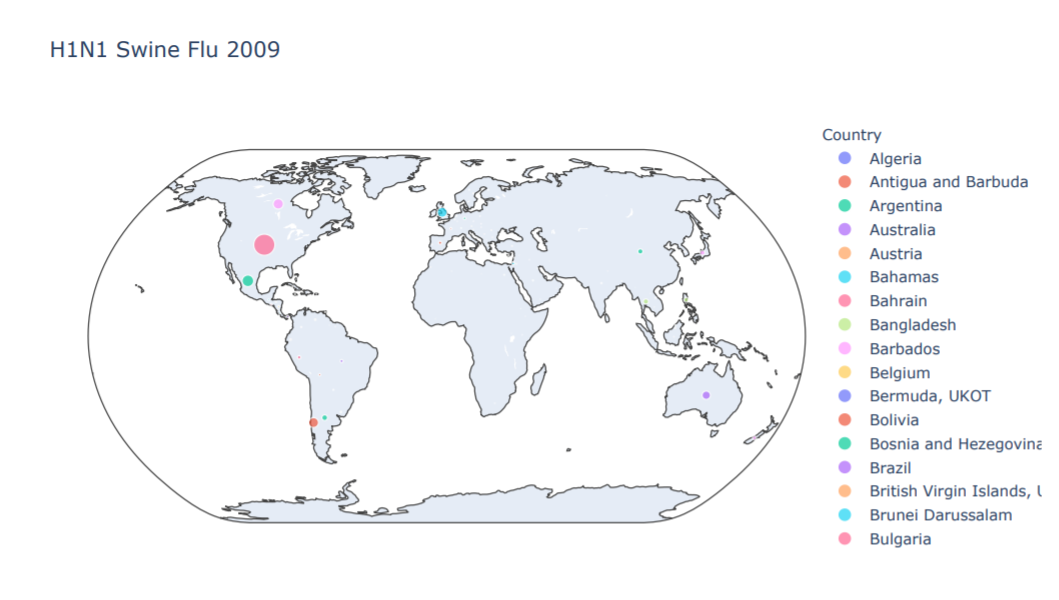 H1N1 Swine Flu 2009
Country
Algeria
Antigua and Barbuda
Argentina
Australia
Austria
Bahamas
Bahrain
Bangladesh
Barbados
Belgium
Bermuda, UKOT
Bolivia
Bosnia and Hezegovina
Brazil
British Virgin Islands, U
Brunei Darussalam
Bulgaria